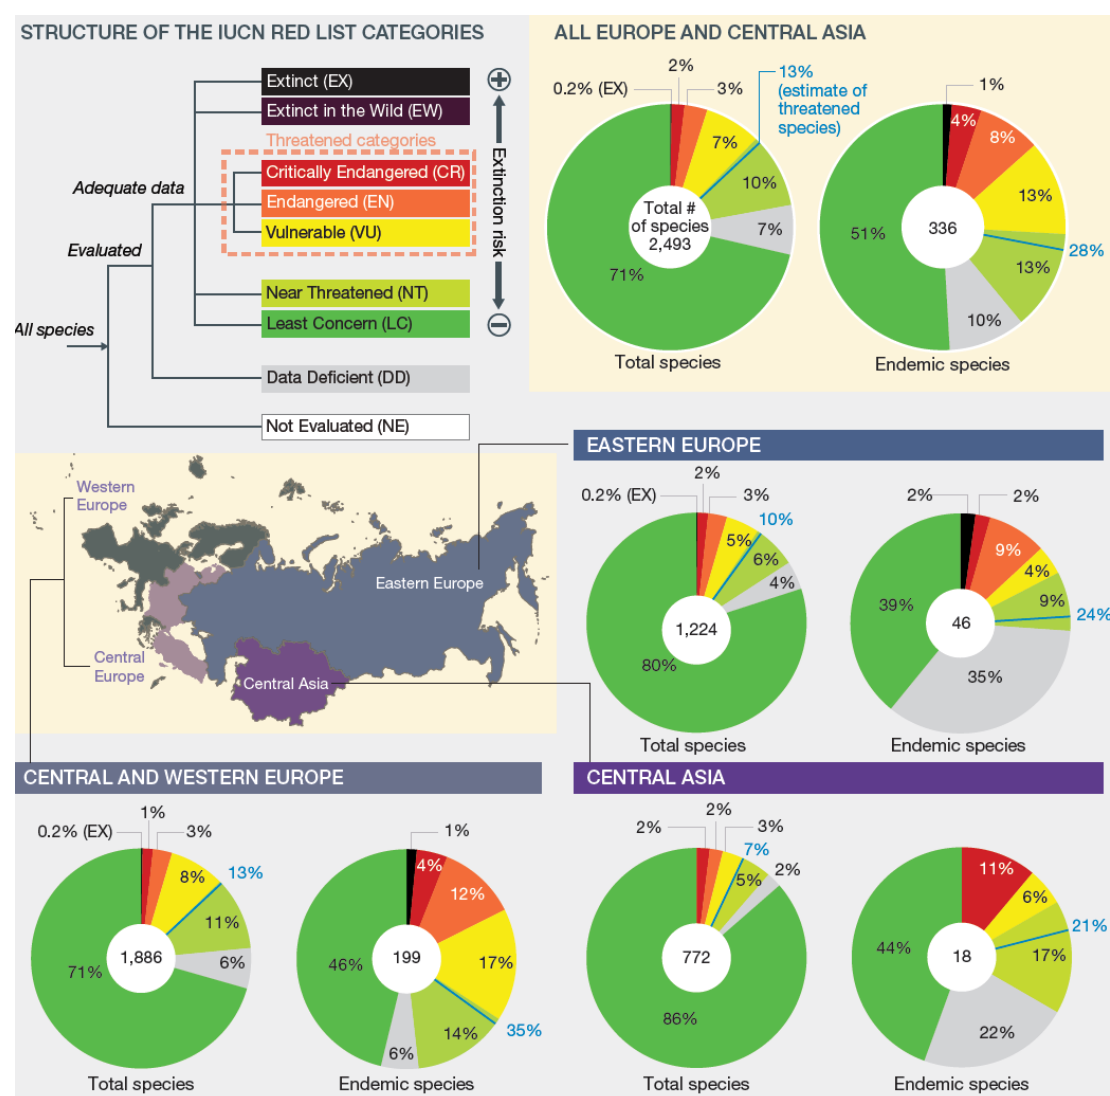 STRUCTURE OF THE IUCN RED LIST CATEGORIES
Extinct (EX)
Extinct in the Wild (EW)
Threatened categories
Critically Endangered (CR)
Endangered (EN)
Vulnerable (VU)
Near Threatened (NT)
Least Concern (LC)
Data Deficient (DD)
Not Evaluated (NE)
Adequate data
Evaluated
All species
Extinction risk
ALL EUROPE AND CENTRAL ASIA
0.2% (EX)
2%
3%
13%
(estimate of
threatened
species)
7%
10%
7%
71%
Total #
of species
2,493
Total species
1%
4%
8%
13%
28%
13%
10%
51%
336
Endemic species
Western
Europe
Central
Europe
Eastern Europe
Central Asia
EASTERN EUROPE
0.2% (EX)
2%
3%
10%
5%
6%
4%
80%
1,224
Total species
2%
2%
9%
4%
9%
24%
35%
39%
46
Endemic species
CENTRAL AND WESTERN EUROPE
0.2% (EX)
1%
3%
8%
13%
11%
6%
71%
1,886
Total species
1%
4%
12%
17%
35%
14%
6%
46%
199
Endemic species
CENTRAL ASIA
2%
2%
3%
7%
5%
2%
86%
772
Total species
11%
6%
21%
17%
22%
44%
18
Endemic species